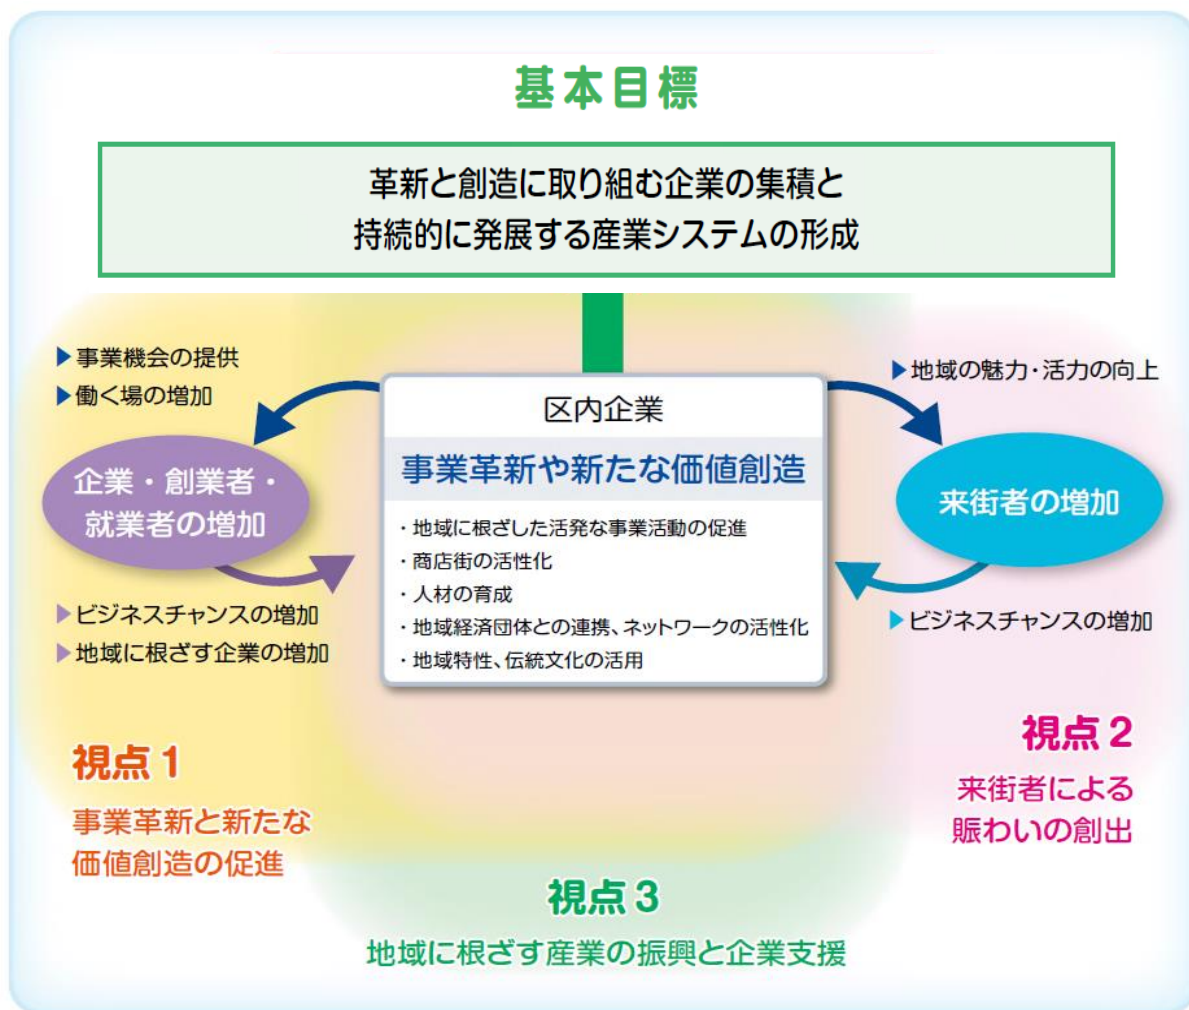 基本目標
革新と創造に取り組む企業の集積と
持続的に発展する産業システムの形成
▶事業機会の提供
▶働く場の増加
企業・創業者・
就業者の増加
▶ビジネスチャンスの増加
▶地域に根ざす企業の増加
区内企業
事業革新や新たな価値創造
・地域に根ざした活発な事業活動の促進
・商店街の活性化
・人材の育成
・地域経済団体との連携、ネットワークの活性化
・地域特性、伝統文化の活用
▶地域の魅力・活力の向上
来街者の増加
▶ビジネスチャンスの増加
視点1
事業革新と新たな
価値創造の促進
視点2
来街者による
賑わいの創出
視点3
地域に根ざす産業の振興と企業支援